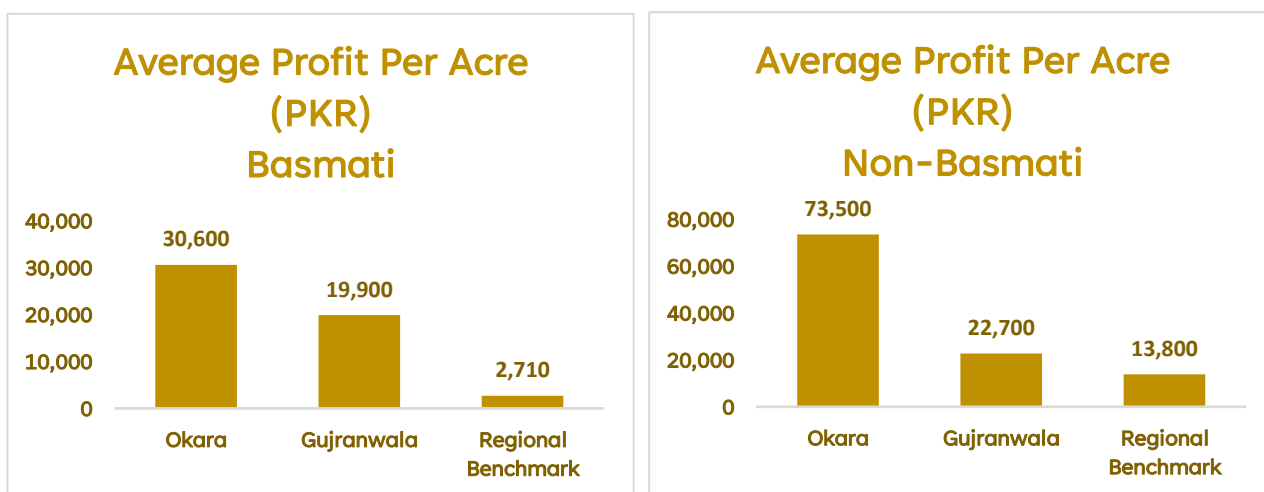 Average Profit Per Acre
(PKR)
Basmati
40,000
30,000
20,000
10,000
0
30,600
19,900
2,710
Okara
Gujranwala
Regional
Benchmark
Average Profit Per Acre
(PKR)
Non-Basmati
80,000
60,000
40,000
20,000
0
73,500
22,700
13,800
Okara
Gujranwala
Regional
Benchmark